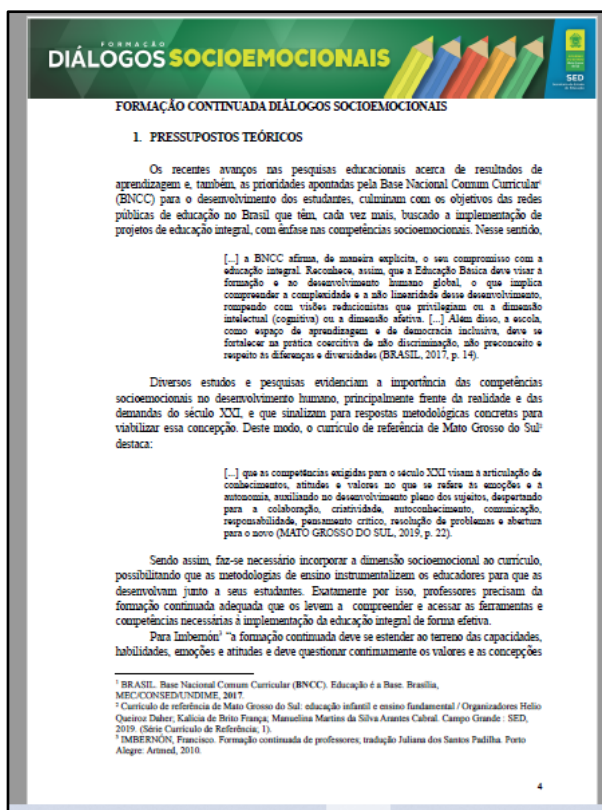 FORMAÇÃO
DIÁLOGOS SOCIOEMOCIONAIS
SED
FORMAÇÃO CONTINUADA DIÁLOGOS SOCIOEMOCIONAIS
1. PRESSUPOSTOS TEÓRICOS
Os recentes avanços nas pesquisas educacionais acerca de resultados de
aprendizagem e, também, as prioridades apontadas pela Base Nacional Comum Curricular¹
(BNCC) para o desenvolvimento dos estudantes, culminam com os objetivos das redes
públicas de educação no Brasil que têm, cada vez mais, buscado a implementação de
projetos de educação integral, com ênfase nas competências socioemocionais. Nesse sentido,
[...] a BNCC afirma, de maneira explícita, o seu compromisso com a
educação integral. Reconhece, assim, que a Educação Básica deve visar à
formação e ao desenvolvimento humano global, o que implica
compreender a complexidade e a não linearidade desse desenvolvimento,
rompendo com visões reducionistas que privilegiam ou a dimensão
intelectual (cognitiva) ou a dimensão afetiva. [...] Além disso, a escola,
como espaço de aprendizagem e de democracia inclusiva, deve se
fortalecer na prática coercitiva de não discriminação, não preconceito e
respeito às diferenças e diversidades (BRASIL, 2017, p. 14).
Diversos estudos e pesquisas evidenciam a importância das competências
socioemocionais no desenvolvimento humano, principalmente frente da realidade e das
demandas do século XXI, e que sinalizam para respostas metodológicas concretas para
viabilizar essa concepção. Deste modo, o currículo de referência de Mato Grosso do Sul²
destaca:
[...] que as competências exigidas para o século XXI visam à articulação de
conhecimentos, atitudes e valores no que se refere às emoções e à
autonomia, auxiliando no desenvolvimento pleno dos sujeitos, despertando
para a colaboração, criatividade, autoconhecimento, comunicação,
responsabilidade, pensamento crítico, resolução de problemas e abertura
para o novo (MATO GROSSO DO SUL, 2019, p. 22).
Sendo assim, faz-se necessário incorporar a dimensão socioemocional ao currículo,
possibilitando que as metodologias de ensino instrumentalizem os educadores para que as
desenvolvam junto a seus estudantes. Exatamente por isso, professores precisam da
formação continuada adequada que os levem a compreender e acessar as ferramentas e
competências necessárias à implementação da educação integral de forma efetiva.
Para Imbernón³ “a formação continuada deve se estender ao terreno das capacidades,
habilidades, emoções e atitudes e deve questionar continuamente os valores e as concepções
¹ BRASIL. Base Nacional Comum Curricular (BNCC). Educação é a Base. Brasília,
MEC/CONSED/UNDIME, 2017.
² Currículo de referência de Mato Grosso do Sul: educação infantil e ensino fundamental / Organizadores Helio
Queiroz Daher; Kalícia de Brito França; Manuelina Martins da Silva Arantes Cabral. Campo Grande : SED,
2019. (Série Currículo de Referência; 1).
³ IMBERNÓN, Francisco. Formação continuada de professores; tradução Juliana dos Santos Padilha. Porto
Alegre: Artmed, 2010.
4